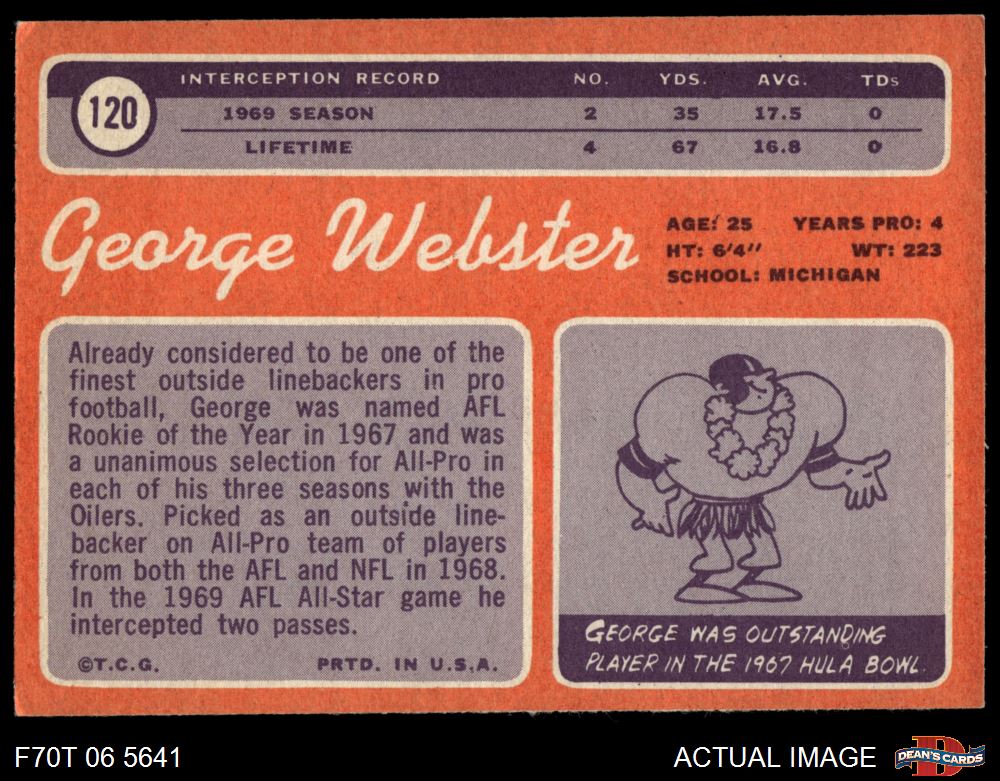 INTERCEPTION RECORD NO. YDS. AVG. TDs
120
1969 SEASON 2 35 17.5 0
LIFETIME 4 67 16.8 0
George Webster
AGE: 25 YEARS PRO: 4
HT: 6'4" WT: 223
SCHOOL: MICHIGAN
Already considered to be one of the
finest outside linebackers in pro
football, George was named AFL
Rookie of the Year in 1967 and was
a unanimous selection for All-Pro in
each of his three seasons with the
Oilers. Picked as an outside line-
backer on All-Pro team of players
from both the AFL and NFL in 1968.
In the 1969 AFL All-Star game he
intercepted two passes.
©T.C.G. PRTD. IN U.S.A.
GEORGE WAS OUTSTANDING
PLAYER IN THE 1967 HULA BOWL.
F70T 06 5641
ACTUAL IMAGE
D
DEAN'S CARDS